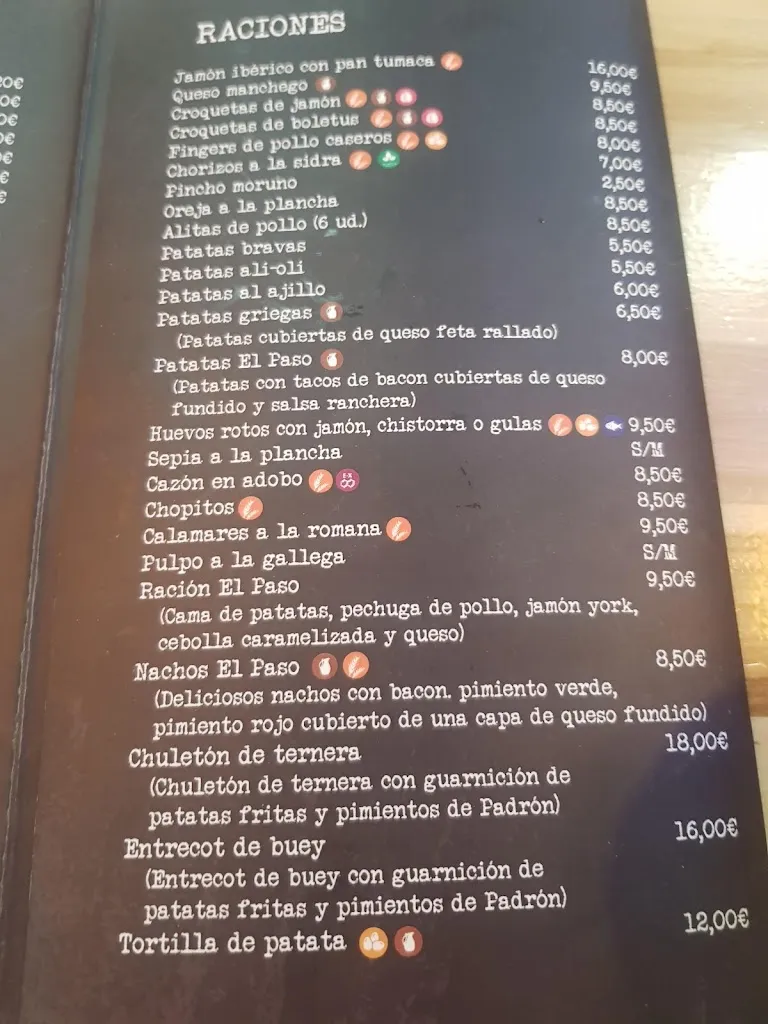 RACIONES
Jamón ibérico con pan tumaca 16,00€
Queso manchego 9,50€
Croquetas de jamón 8,50€
Croquetas de boletus 8,50€
Fingers de pollo caseros 8,00€
Chorizos a la sidra 7,00€
Pincho moruno 2,50€
Oreja a la plancha 8,50€
Alitas de pollo (6 ud.) 8,50€
Patatas bravas 5,50€
Patatas ali-oli 5,50€
Patatas al ajillo 6,00€
Patatas griegas 6,50€
(Patatas cubiertas de queso feta rallado)
Patatas El Paso 8,00€
(Patatas con tacos de bacon cubiertas de queso
fundido y salsa ranchera)
Huevos rotos con jamón, chistorra o gulas 9,50€
Sepia a la plancha S/M
Cazón en adobo 8,50€
Chopitos 8,50€
Calamares a la romana 9,50€
Pulpo a la gallega S/M
Ración El Paso 9,50€
(Cama de patatas, pechuga de pollo, jamón york,
cebolla caramelizada y queso)
Nachos El Paso 8,50€
(Deliciosos nachos con bacon, pimiento verde,
pimiento rojo cubierto de una capa de queso fundido)
Chuletón de ternera 18,00€
(Chuletón de ternera con guarnición de
patatas fritas y pimientos de Padrón)
Entrecot de buey 16,00€
(Entrecot de buey con guarnición de
patatas fritas y pimientos de Padrón)
Tortilla de patata 12,00€